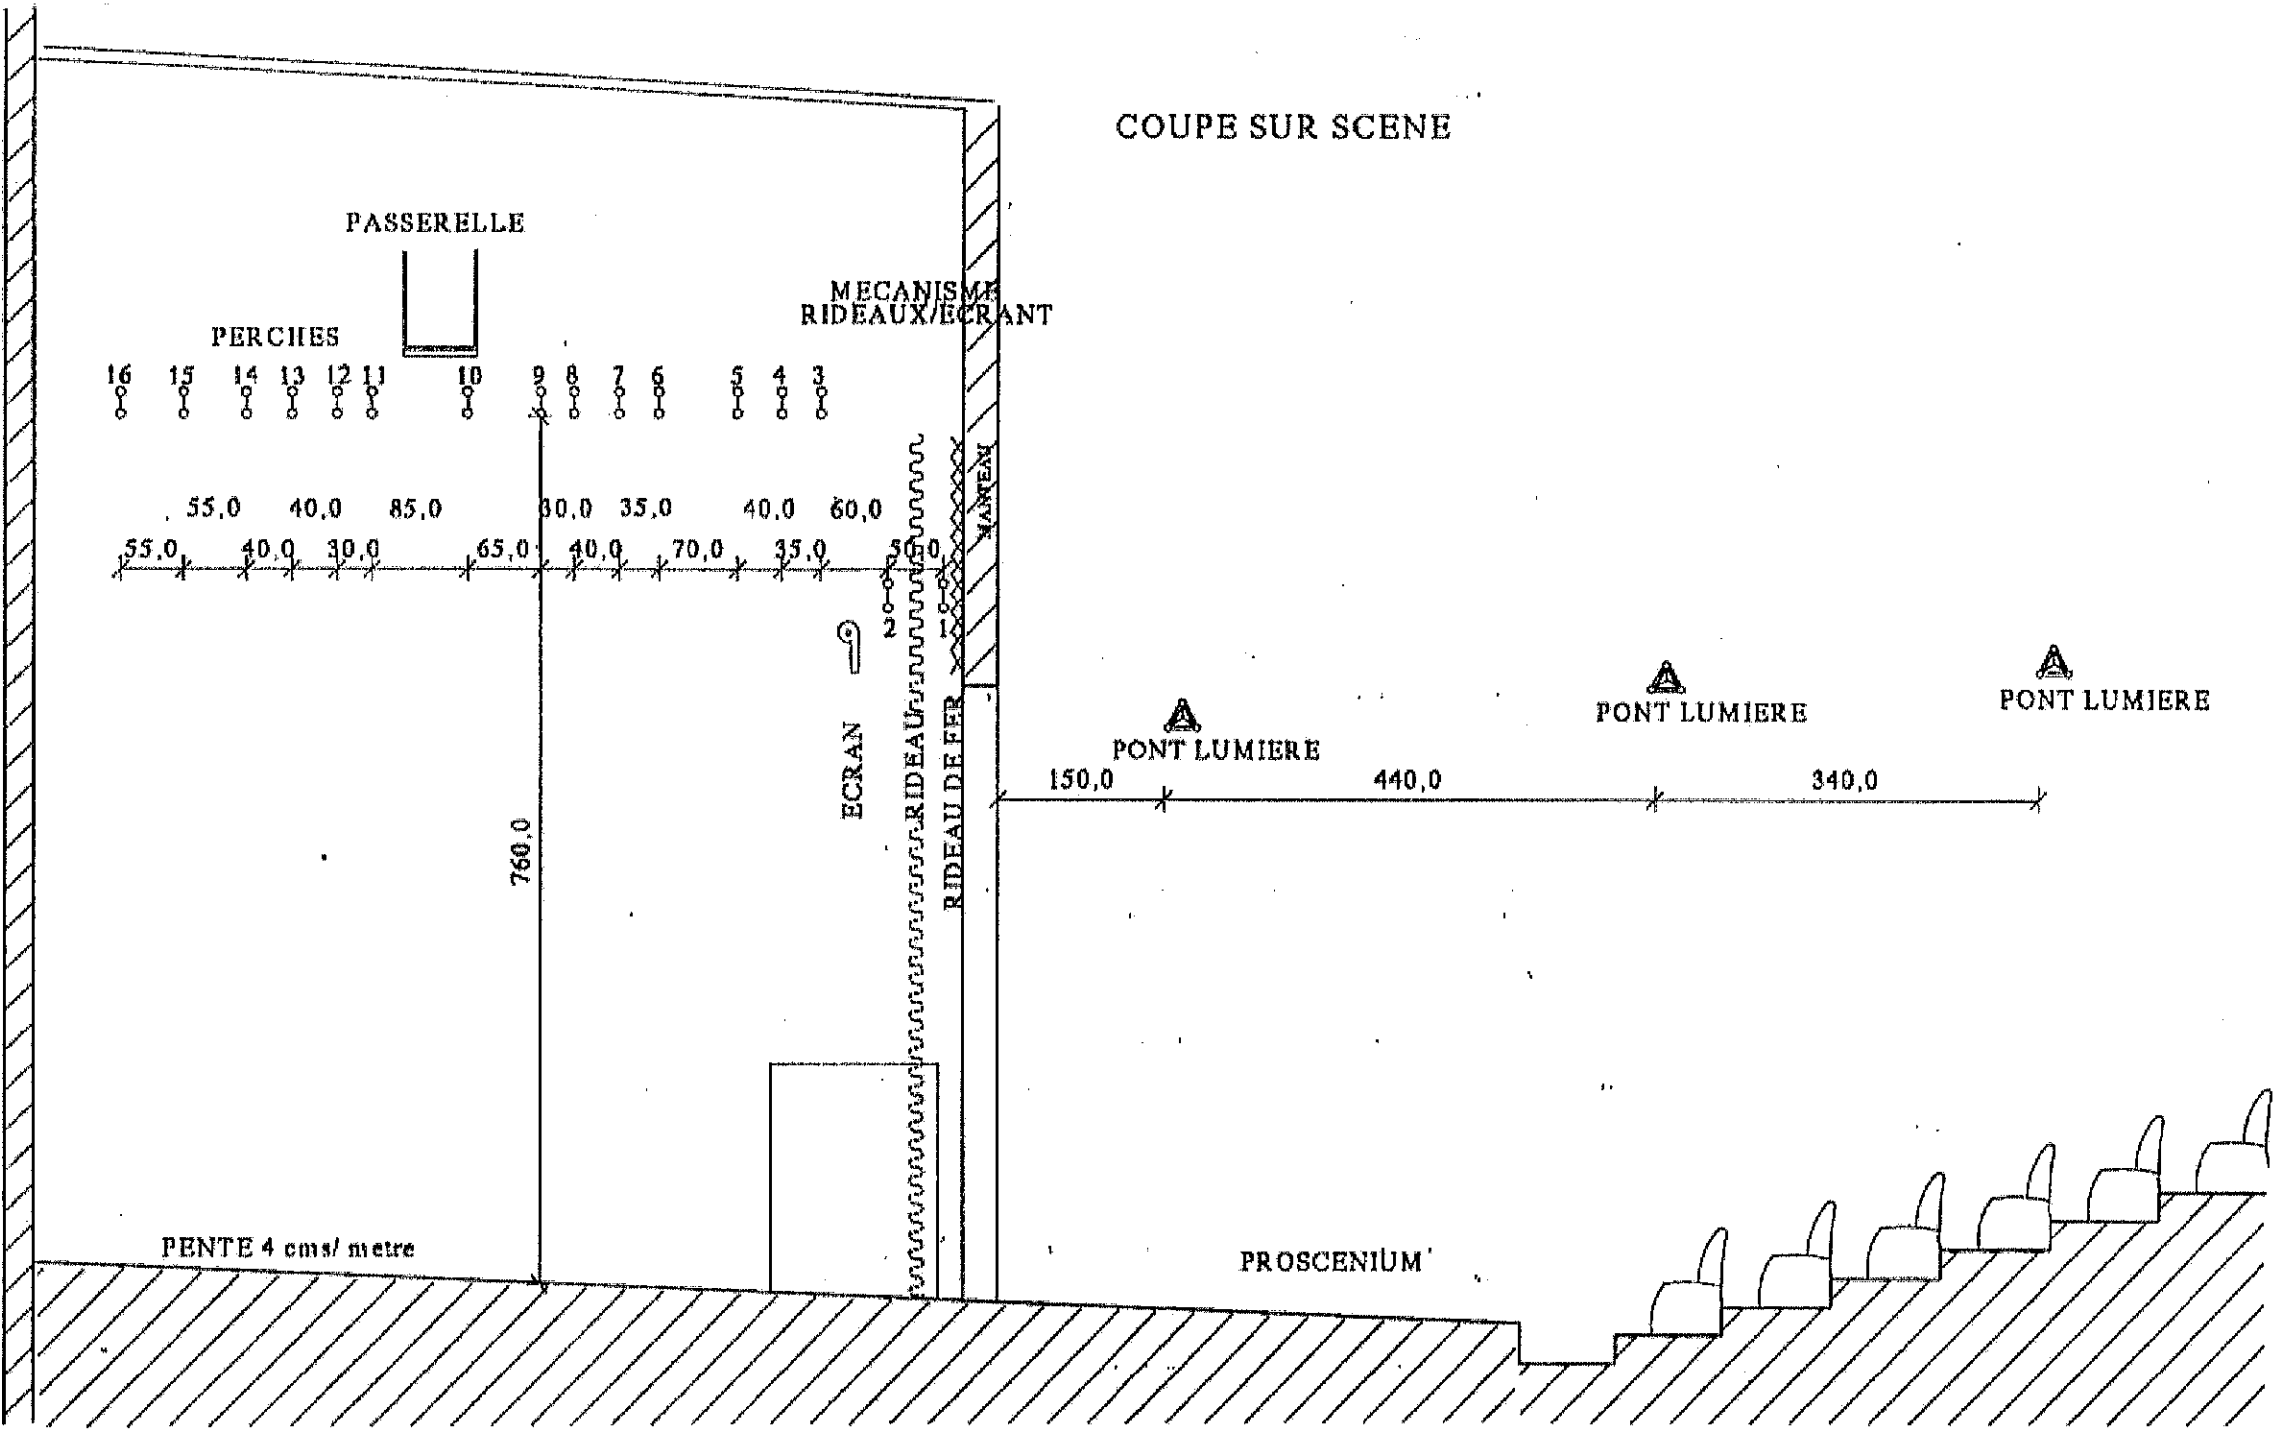 COUPE SUR SCENE
PASSERELLE
MECANISME
RIDEAUX/ECRANT
PERCHES
16 15 14 13 12 11 10 9 8 7 6 5 4 3
MANTEAU
55,0 40,0 85,0 30,0 35,0 40,0 60,0
55,0 40,0 30,0 65,0 40,0 70,0 35,0 50,0
2 1
ECRAN
RIDEAU
RIDEAU DE FER
PONT LUMIERE
PONT LUMIERE
PONT LUMIERE
150,0 440,0 340,0
760,0
PENTE 4 cms/ metre
PROSCENIUM